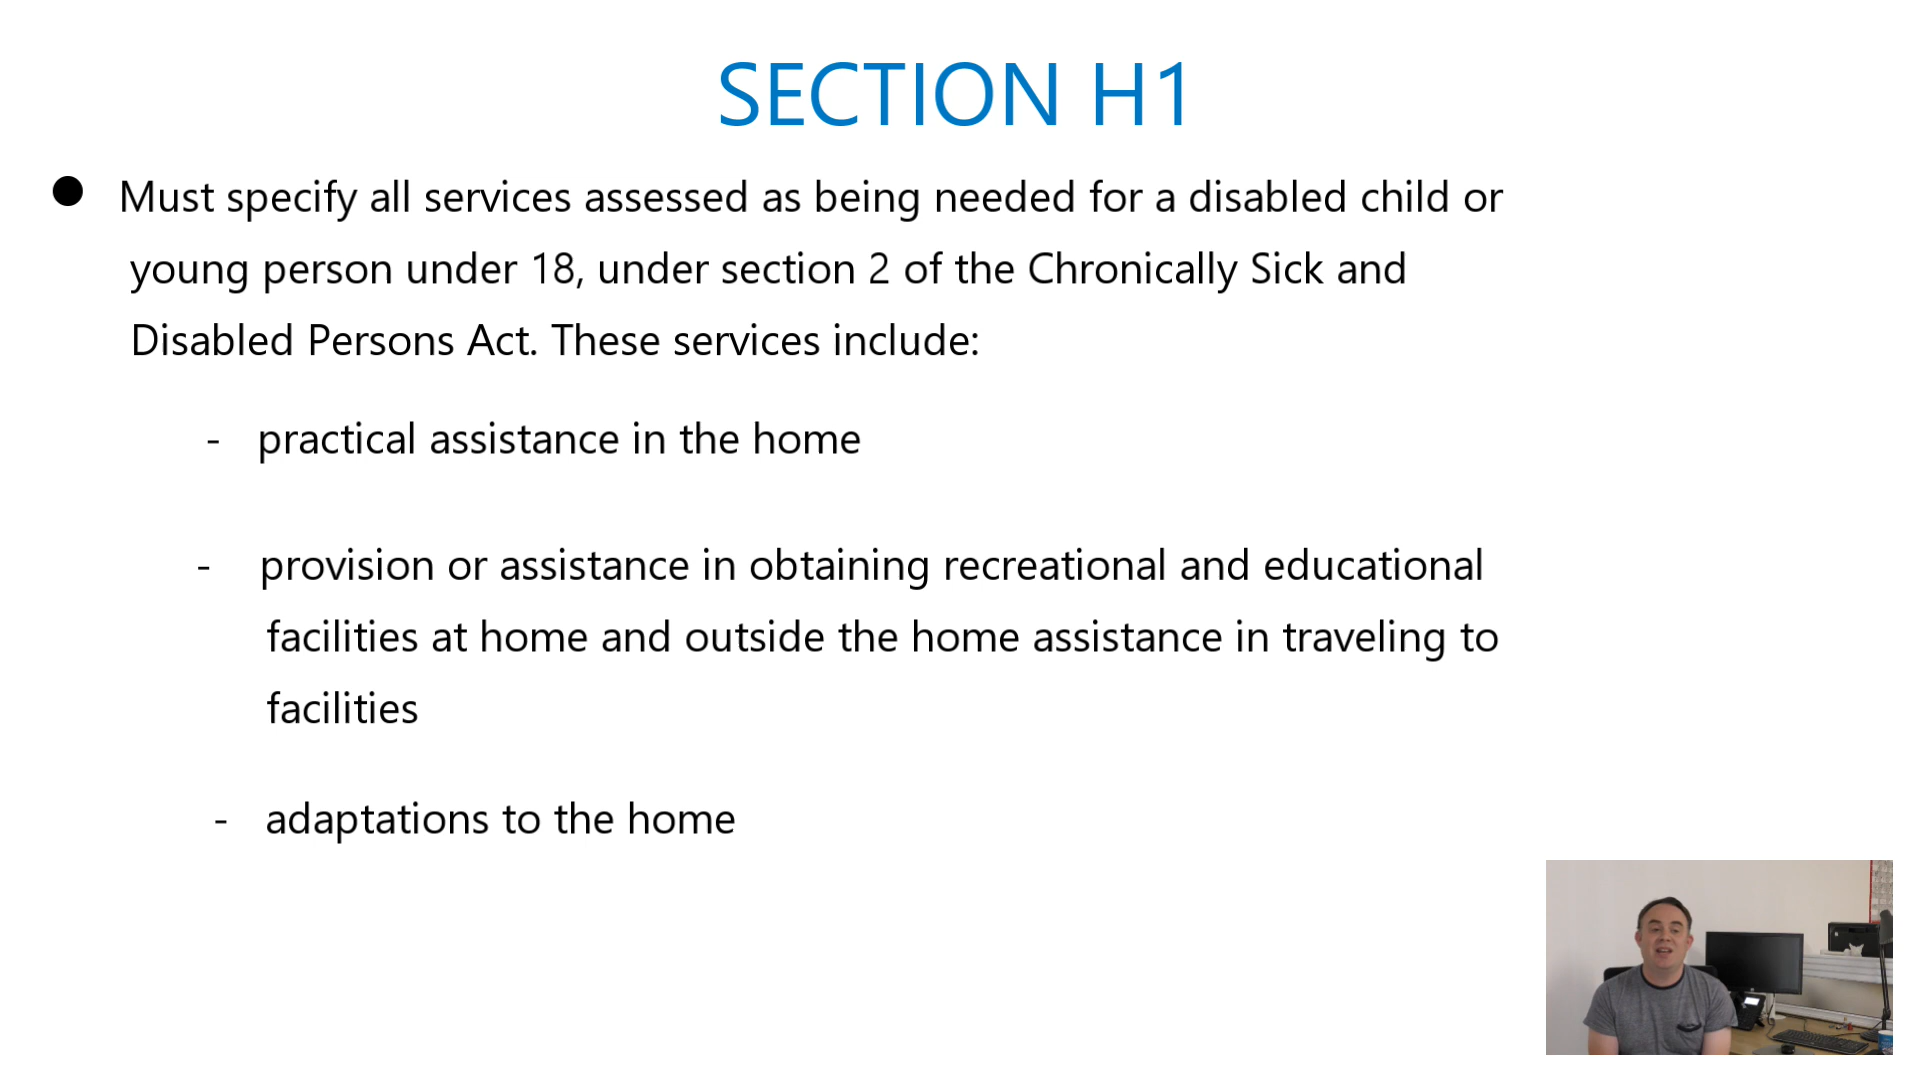 SECTION H1
● Must specify all services assessed as being needed for a disabled child or
young person under 18, under section 2 of the Chronically Sick and
Disabled Persons Act. These services include:
- practical assistance in the home
- provision or assistance in obtaining recreational and educational
facilities at home and outside the home assistance in traveling to
facilities
- adaptations to the home